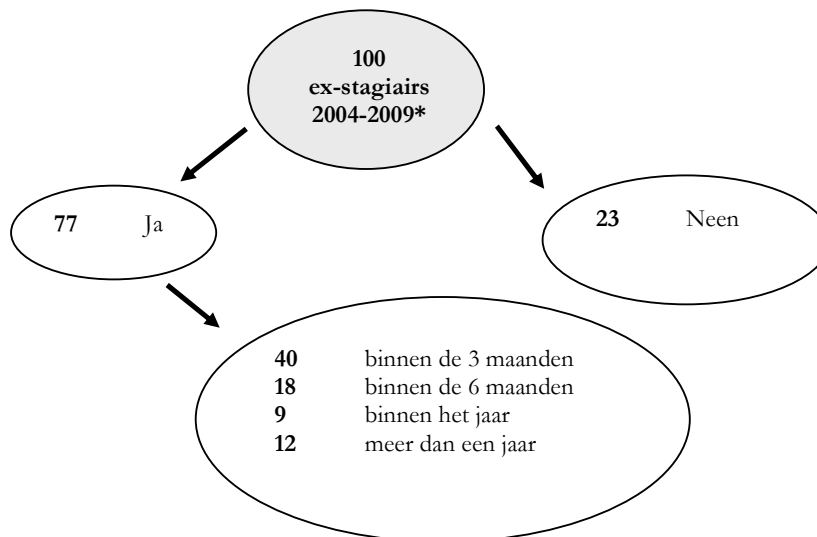 100
ex-stagiairs
2004-2009*
77 Ja
23 Neen
40 binnen de 3 maanden
18 binnen de 6 maanden
9 binnen het jaar
12 meer dan een jaar